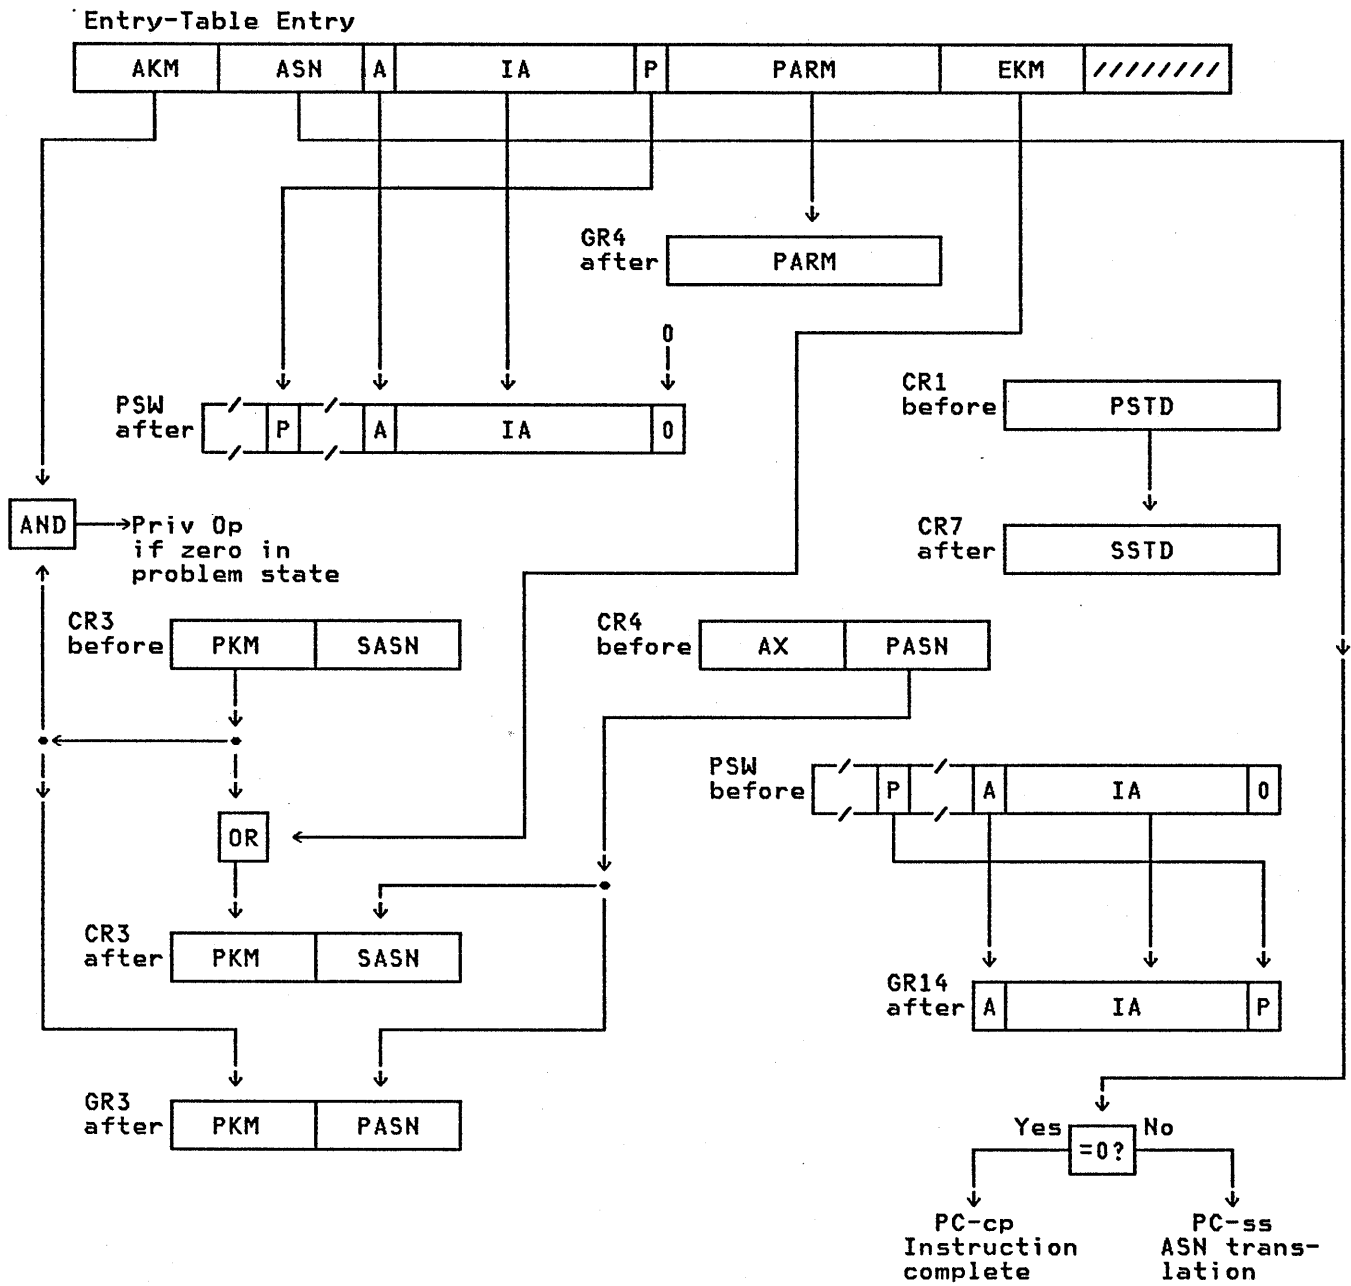 Entry-Table Entry
AKM ASN A IA P PARM EKM ////////
GR4
after
PARM
0
PSW
after
P A IA 0
CR1
before
PSTD
AND
Priv Op
if zero in
problem state
CR7
after
SSTD
CR3
before
PKM SASN
CR4
before
AX PASN
PSW
before
P A IA 0
OR
CR3
after
PKM SASN
GR14
after
A IA P
GR3
after
PKM PASN
Yes
=0?
No
PC-cp
Instruction
complete
PC-ss
ASN trans-
lation